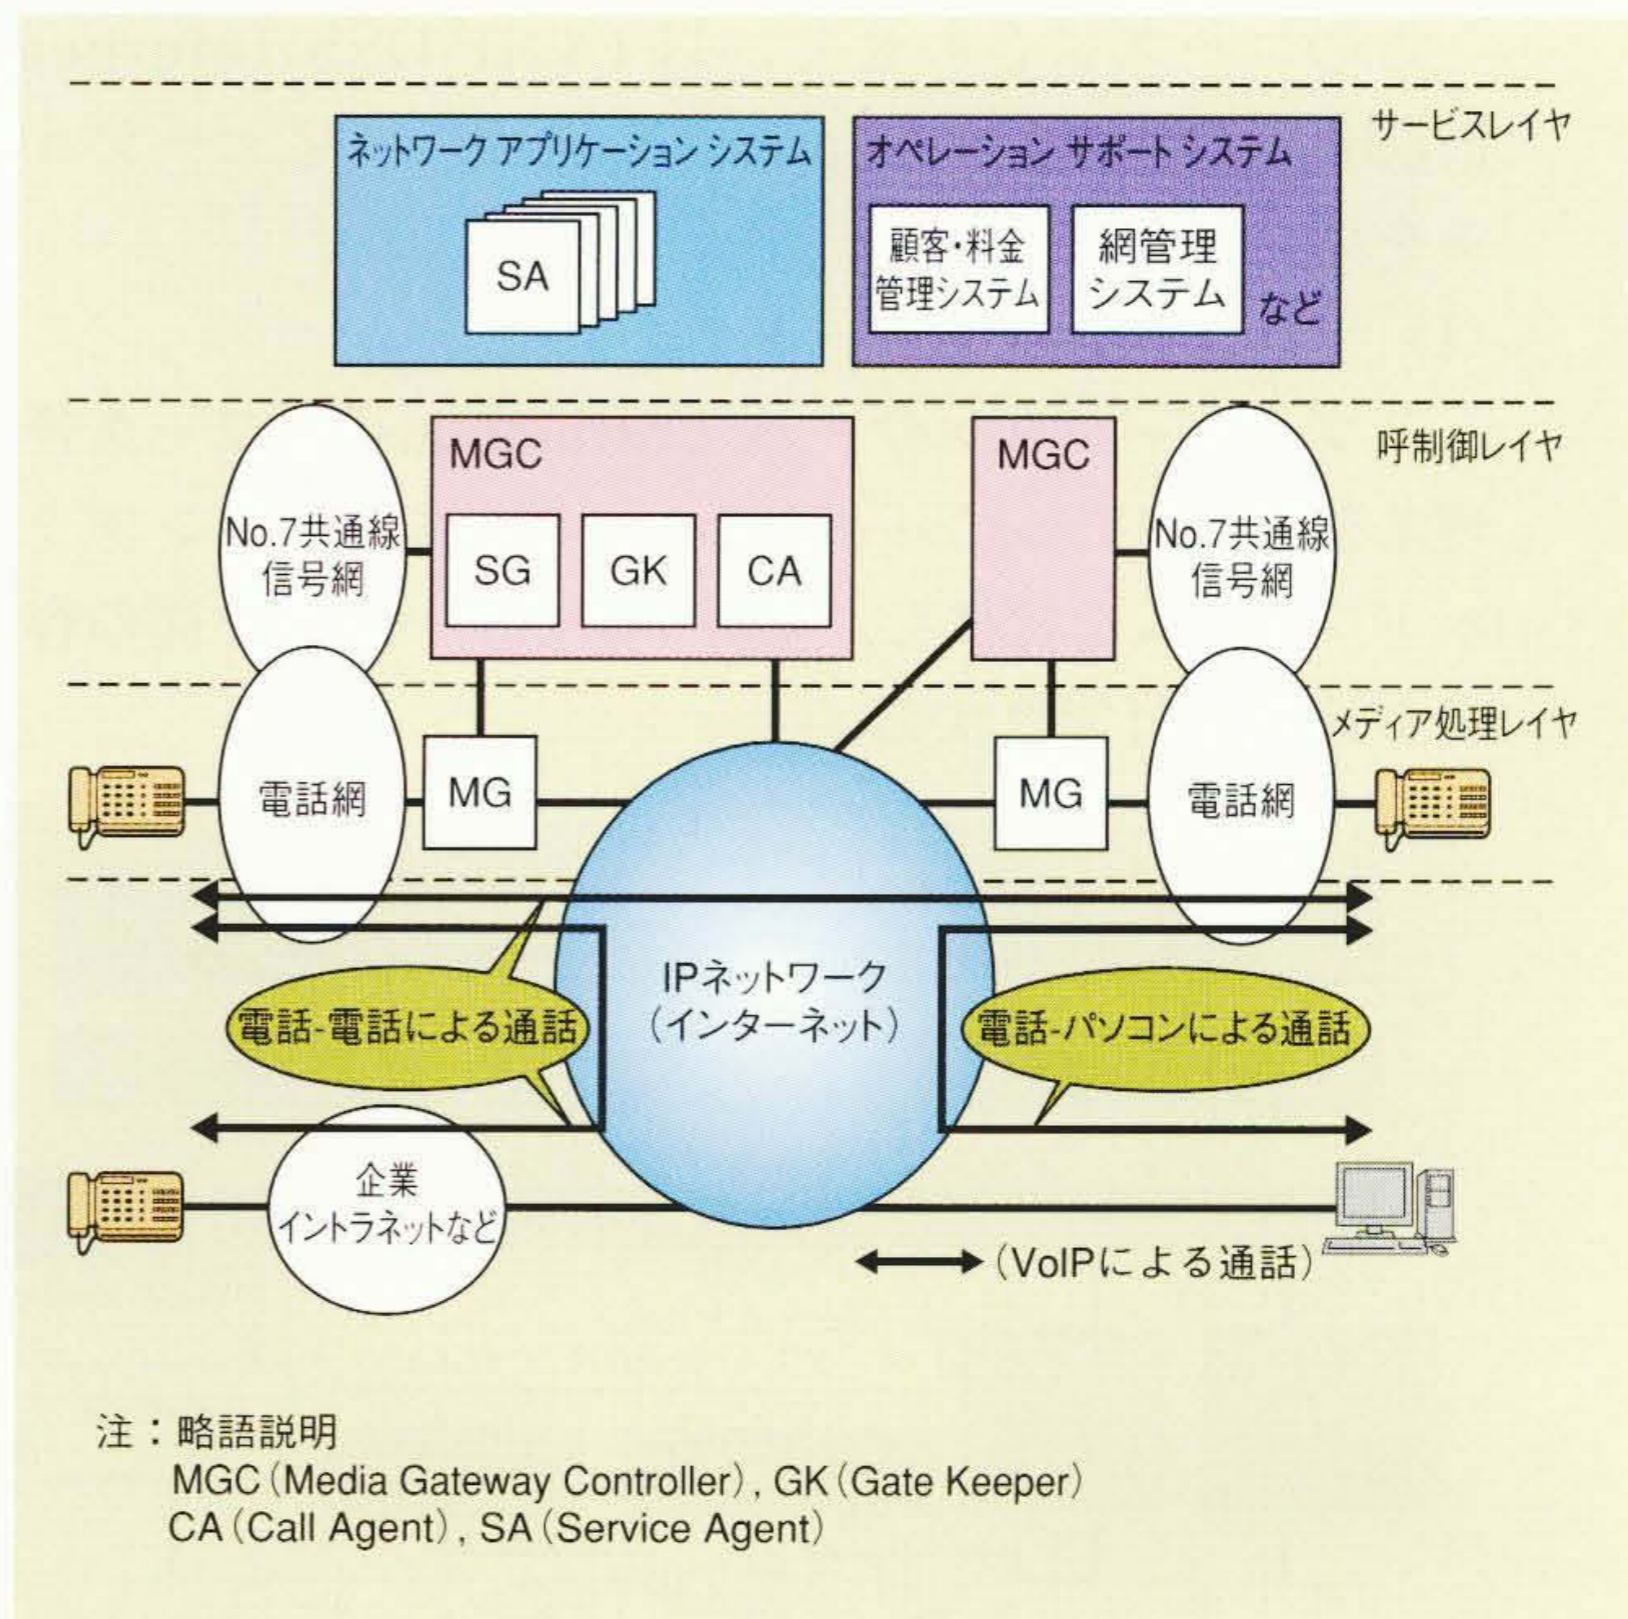 サービスレイヤ
ネットワーク アプリケーション システム
SA
オペレーション サポート システム
顧客・料金
管理システム
網管理
システム
など
呼制御レイヤ
No.7共通線
信号網
MGC
SG
GK
CA
MGC
No.7共通線
信号網
メディア処理レイヤ
電話網
MG
MG
電話網
IPネットワーク
（インターネット）
電話-電話による通話
電話-パソコンによる通話
企業
イントラネットなど
（VoIPによる通話）
注：略語説明
MGC（Media Gateway Controller）, GK（Gate Keeper）
CA（Call Agent）, SA（Service Agent）